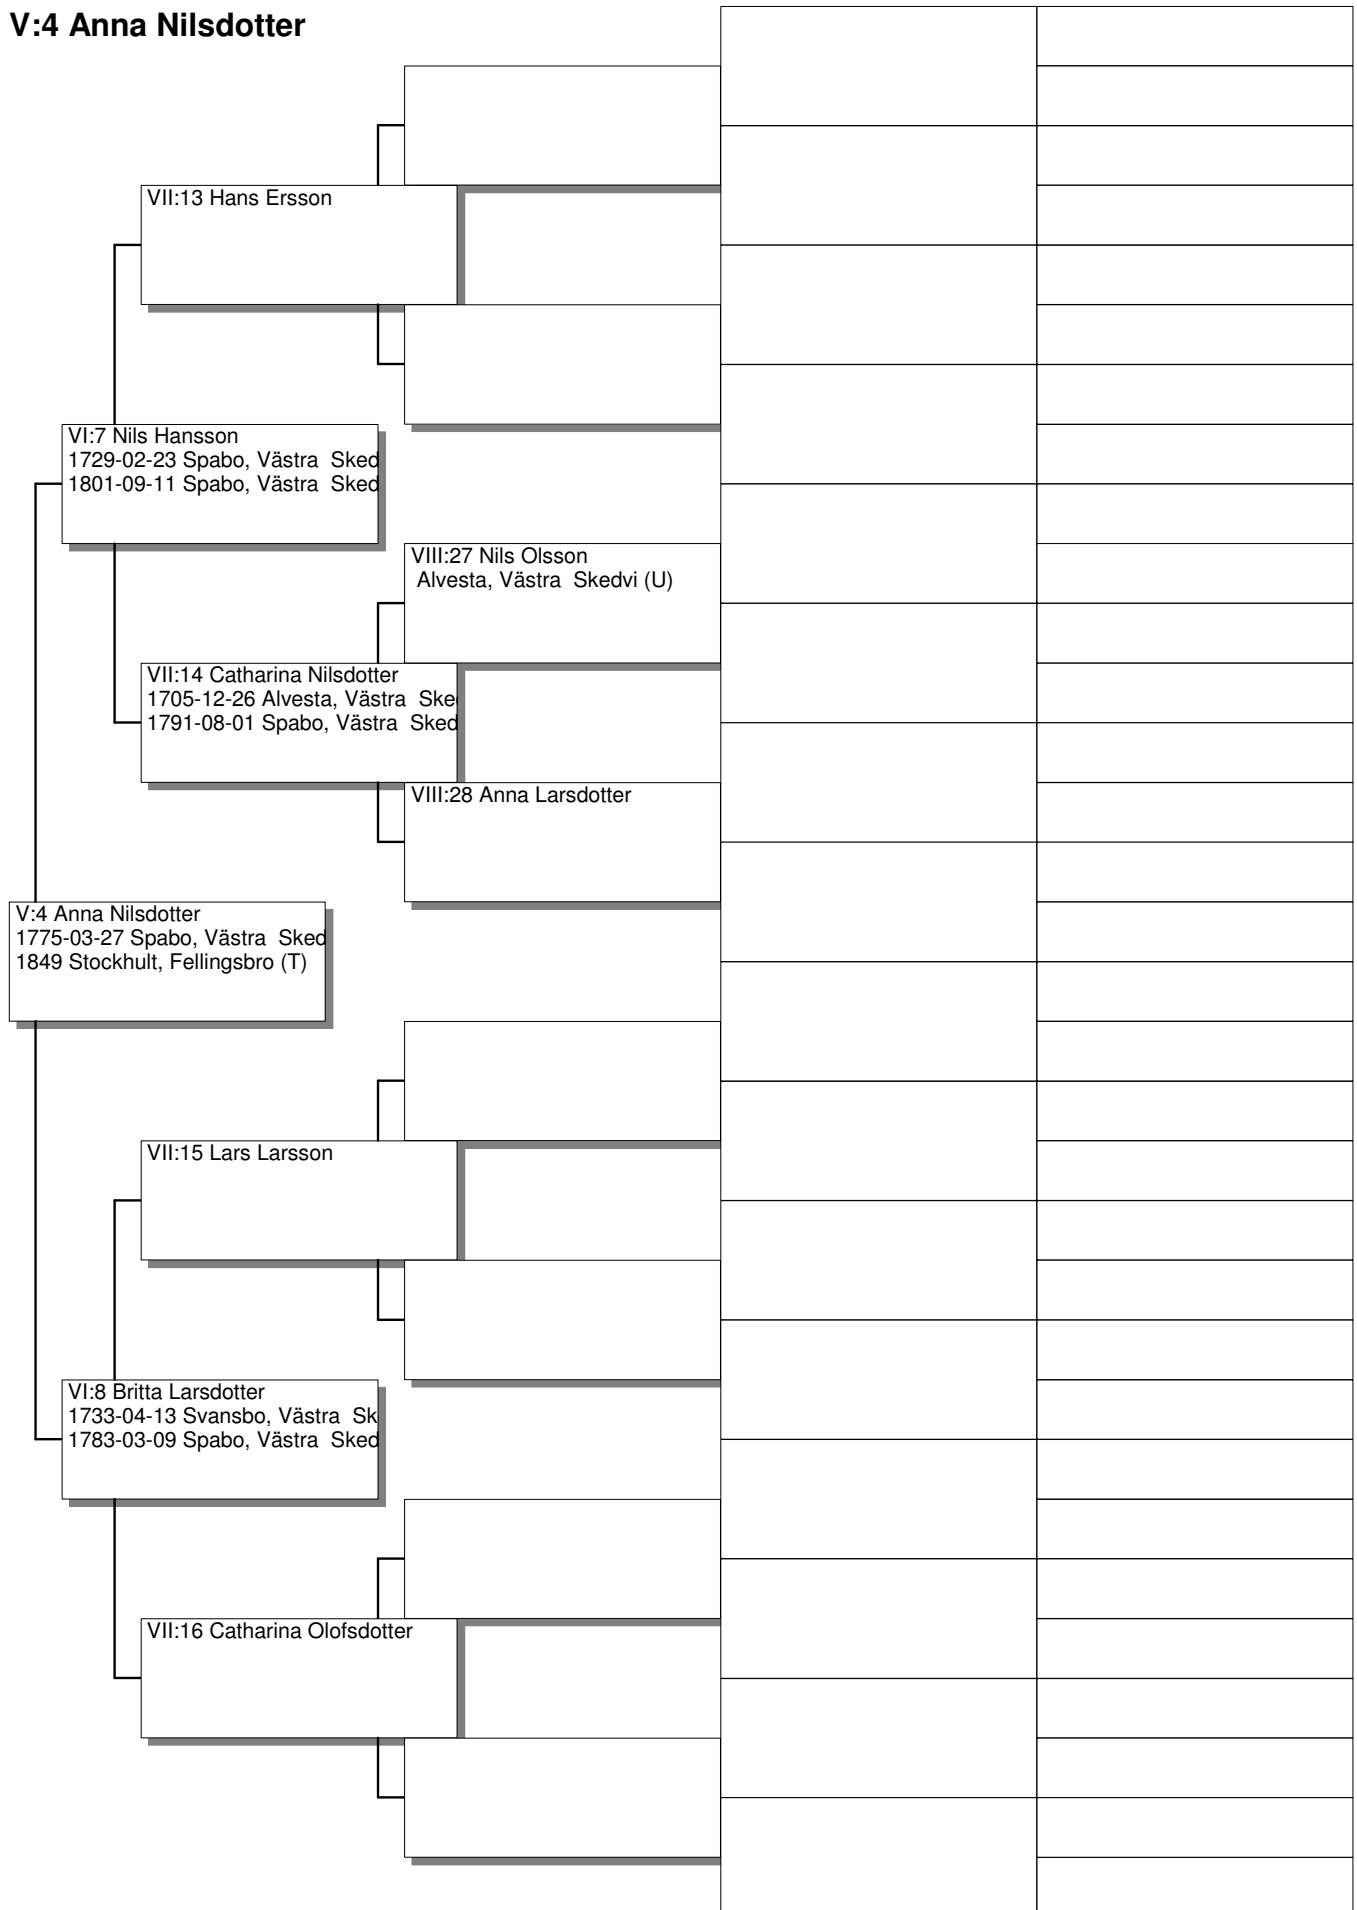 V:4 Anna Nilsdotter
VII:13 Hans Ersson
VI:7 Nils Hansson
1729-02-23 Spabo, Västra  Sked
1801-09-11 Spabo, Västra  Sked
VIII:27 Nils Olsson
Alvesta, Västra  Skedvi (U)
VII:14 Catharina Nilsdotter
1705-12-26 Alvesta, Västra  Ske
1791-08-01 Spabo, Västra  Sked
VIII:28 Anna Larsdotter
V:4 Anna Nilsdotter
1775-03-27 Spabo, Västra  Sked
1849 Stockhult, Fellingsbro (T)
VII:15 Lars Larsson
VI:8 Britta Larsdotter
1733-04-13 Svansbo, Västra  Sk
1783-03-09 Spabo, Västra  Sked
VII:16 Catharina Olofsdotter